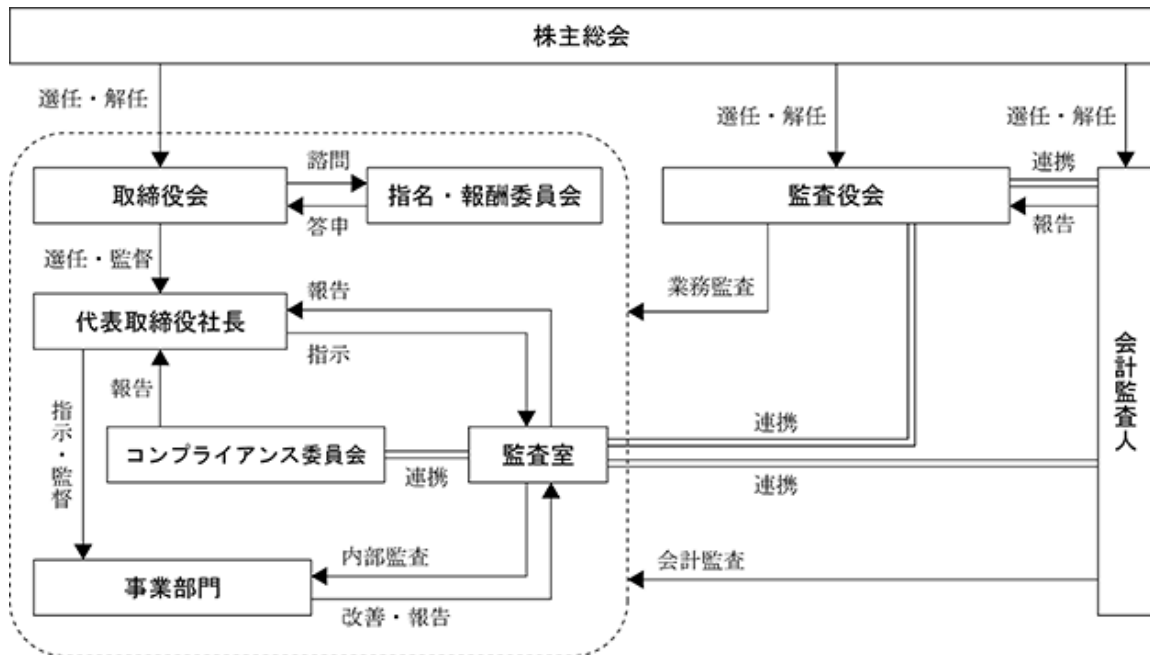 株主総会
選任・解任
選任・解任
選任・解任
取締役会
諮問
答申
指名・報酬委員会
監査役会
連携
報告
選任・監督
代表取締役社長
報告
指示
業務監査
会計監査人
報告
指示・監督
コンプライアンス委員会
連携
監査室
連携
連携
事業部門
内部監査
改善・報告
会計監査